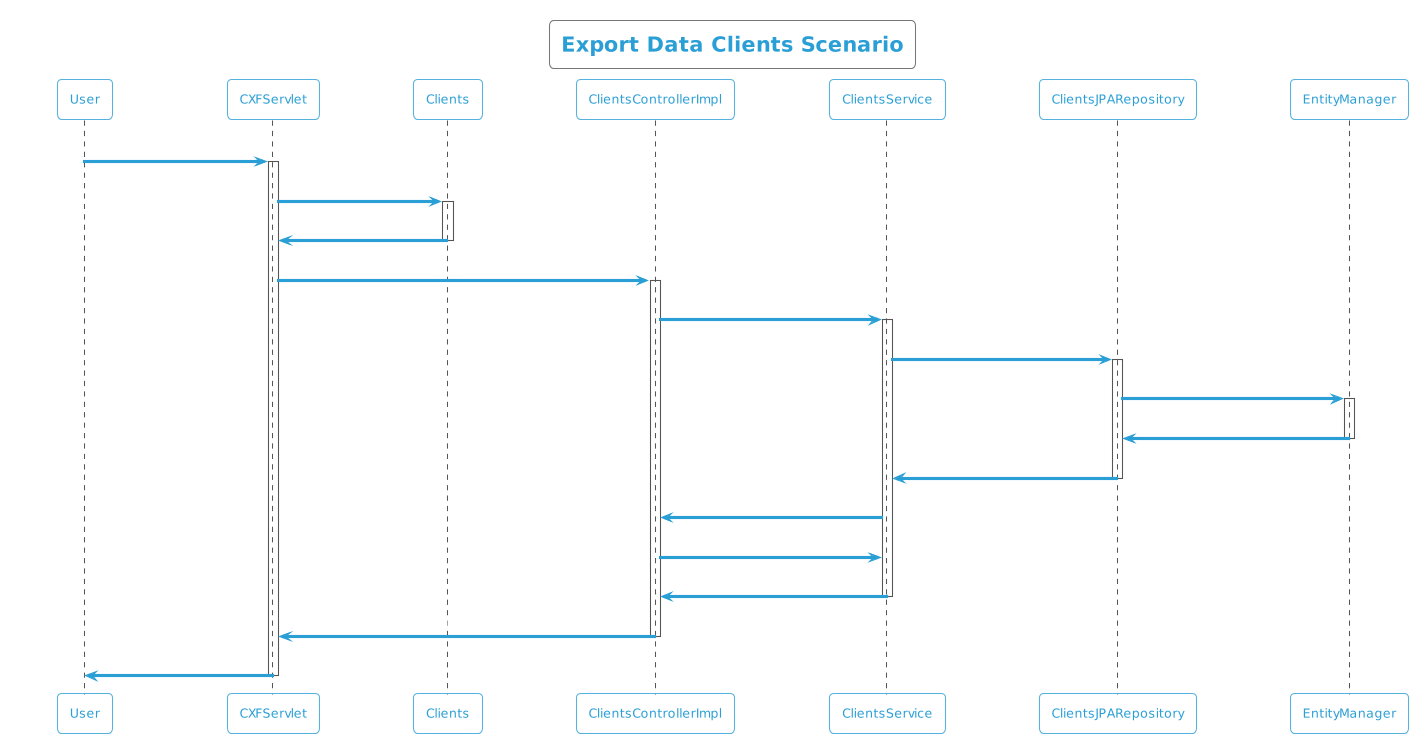 Export Data Clients Scenario
User
CXFServlet
Clients
ClientsControllerImpl
ClientsService
ClientsJPARepository
EntityManager
User
CXFServlet
Clients
ClientsControllerImpl
ClientsService
ClientsJPARepository
EntityManager